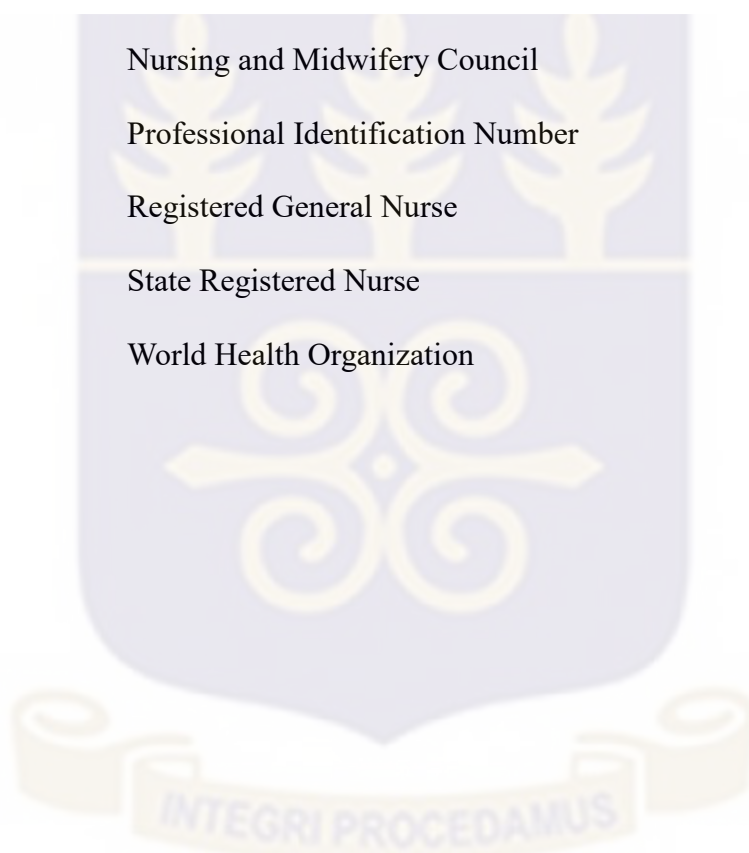 Nursing and Midwifery Council
Professional Identification Number
Registered General Nurse
State Registered Nurse
World Health Organization
INTEGRI PROCEDAMUS